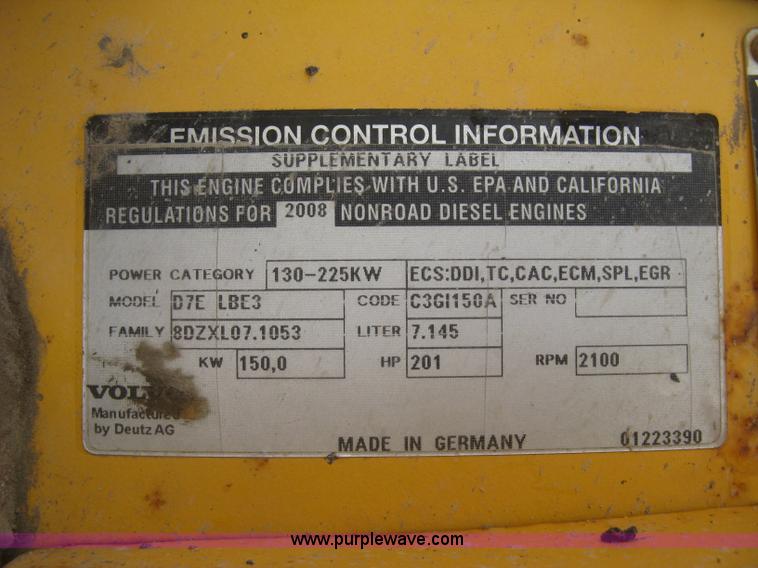 EMISSION CONTROL INFORMATION
SUPPLEMENTARY LABEL
THIS ENGINE COMPLIES WITH U.S. EPA AND CALIFORNIA
REGULATIONS FOR 2008 NONROAD DIESEL ENGINES
POWER CATEGORY 130-225KW ECS:DDI,TC,CAC,ECM,SPL,EGR
MODEL D7E LBE3 CODE C3GI150A SER NO
FAMILY 8DZXL07.1053 LITER 7.145
KW 150,0 HP 201 RPM 2100
VOLVO
Manufactured
by Deutz AG
MADE IN GERMANY 01223390
www.purplewave.com